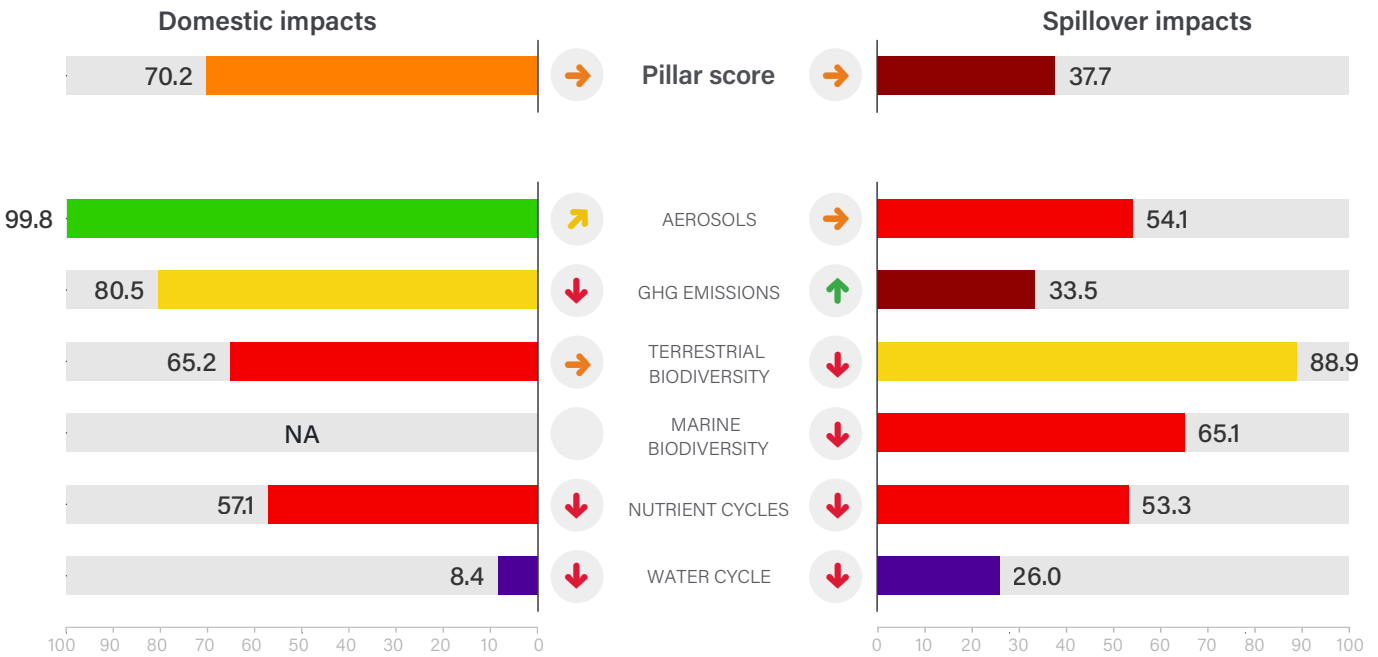 Domestic impacts
Spillover impacts
70.2
Pillar score
37.7
99.8
AEROSOLS
54.1
80.5
GHG EMISSIONS
33.5
65.2
TERRESTRIAL
BIODIVERSITY
88.9
NA
MARINE
BIODIVERSITY
65.1
57.1
NUTRIENT CYCLES
53.3
8.4
WATER CYCLE
26.0
100 90 80 70 60 50 40 30 20 10 0
0 10 20 30 40 50 60 70 80 90 100